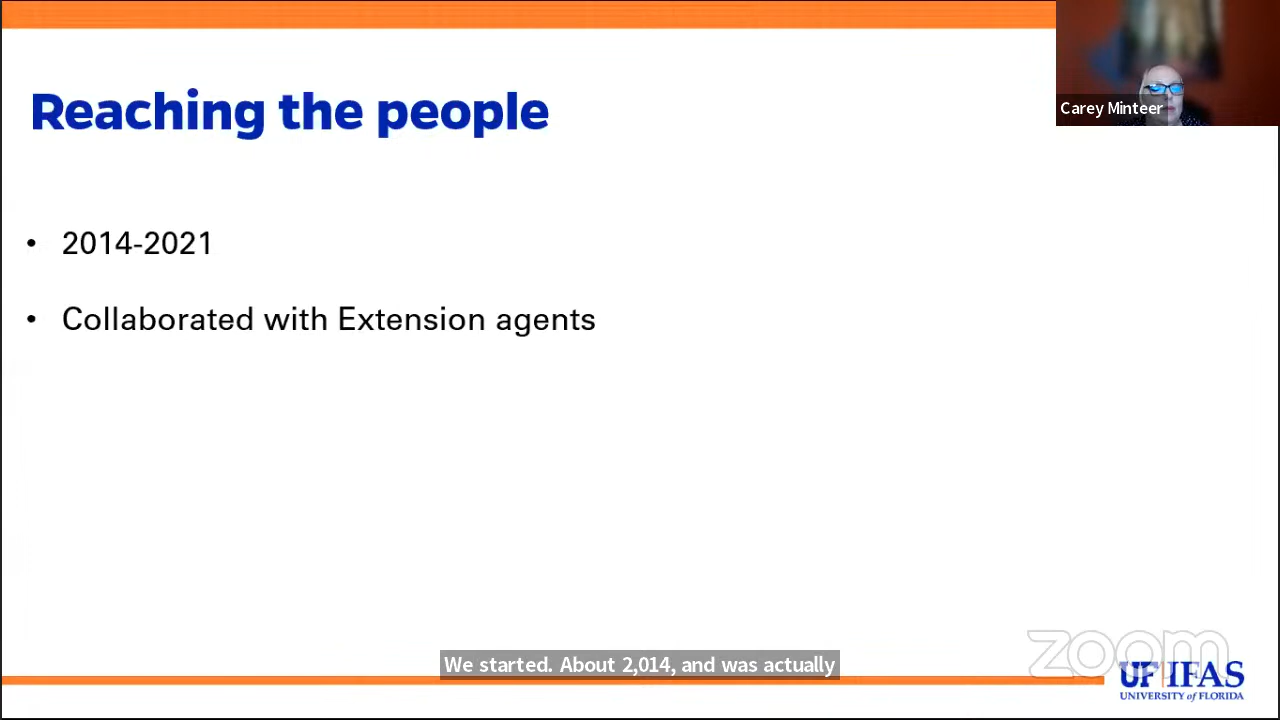 Reaching the people
Carey Minteer
• 2014-2021
• Collaborated with Extension agents
We started. About 2,014, and was actually
zoom
UF IFAS
UNIVERSITY of FLORIDA